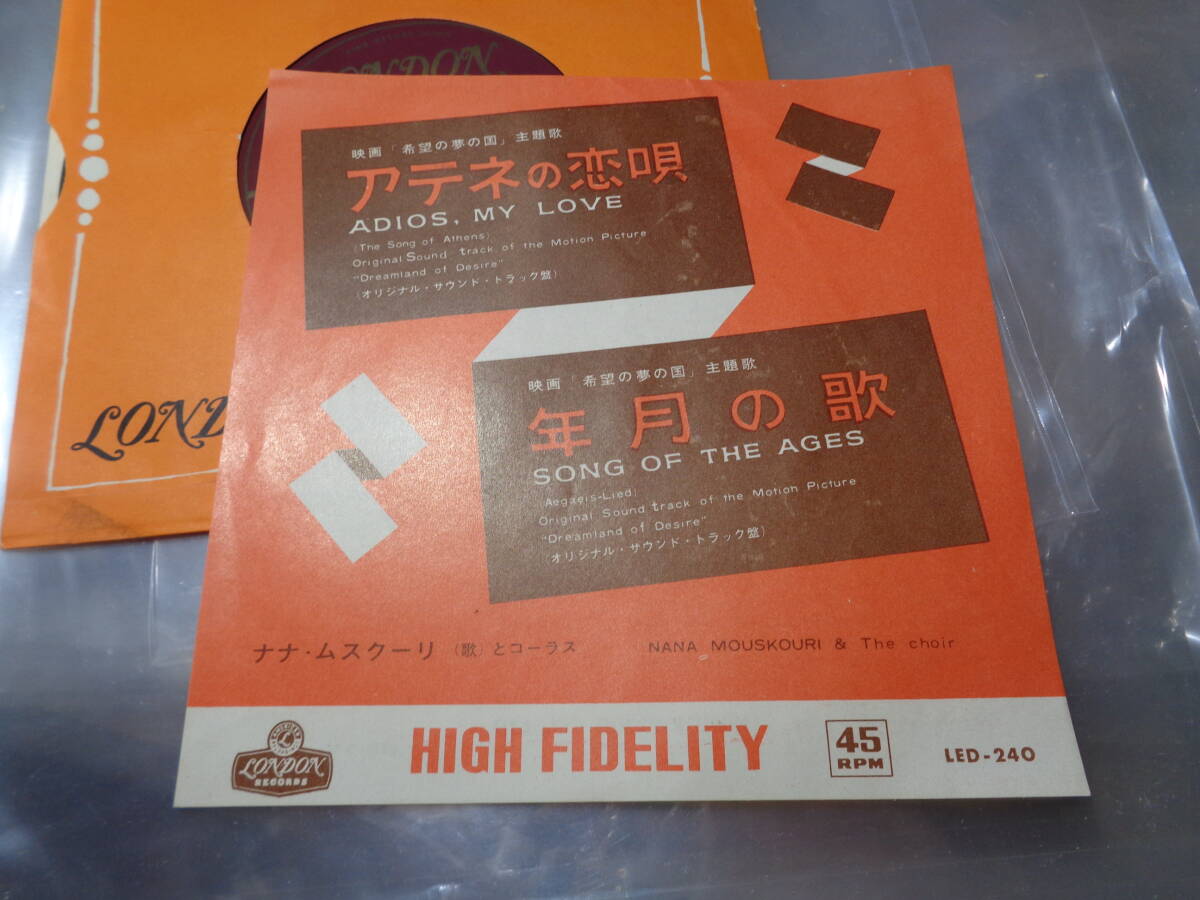 LONDON
映画「希望の夢の国」主題歌
アテネの恋唄
ADIOS, MY LOVE
(The Song of Athens)
Original Sound track of the Motion Picture
"Dreamland of Desire"
(オリジナル・サウンド・トラック盤)
映画「希望の夢の国」主題歌
年月の歌
SONG OF THE AGES
Aegaeis-Lied)
Original Sound track of the Motion Picture
"Dreamland of Desire"
(オリジナル・サウンド・トラック盤)
LOND
ナナ・ムスクーリ (歌)とコーラス
NANA MOUSKOURI & The choir
LONDON
RECORDS
HIGH FIDELITY
45
RPM
LED-240